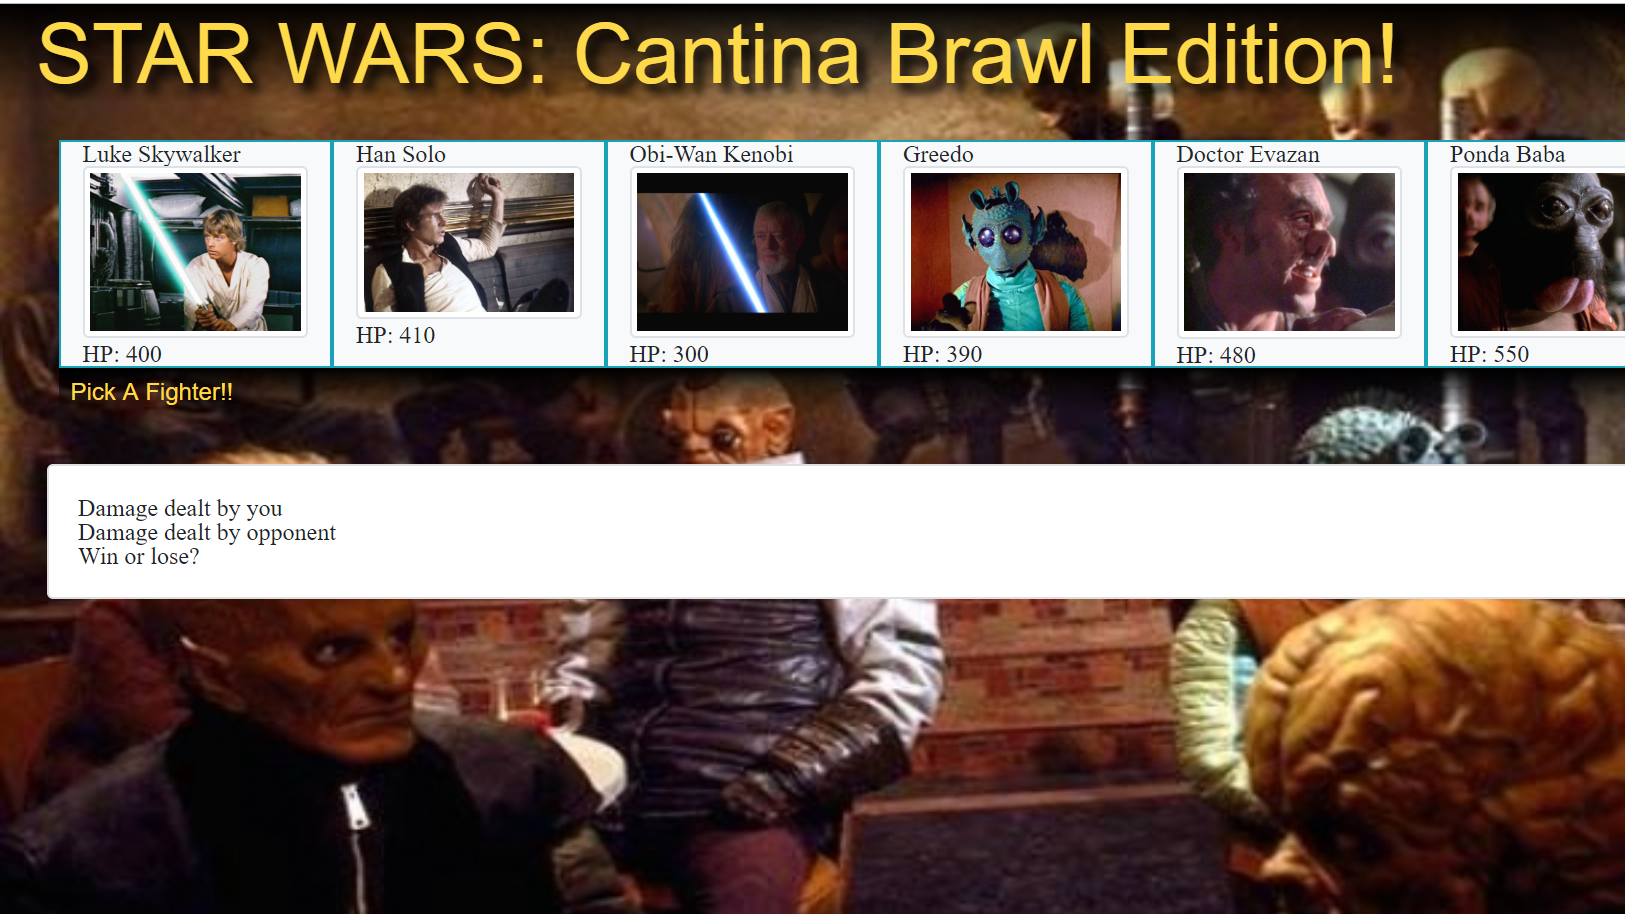 STAR WARS: Cantina Brawl Edition!
Luke Skywalker
HP: 400
Han Solo
HP: 410
Obi-Wan Kenobi
HP: 300
Greedo
HP: 390
Doctor Evazan
HP: 480
Ponda Baba
HP: 550
Pick A Fighter!!
Damage dealt by you
Damage dealt by opponent
Win or lose?